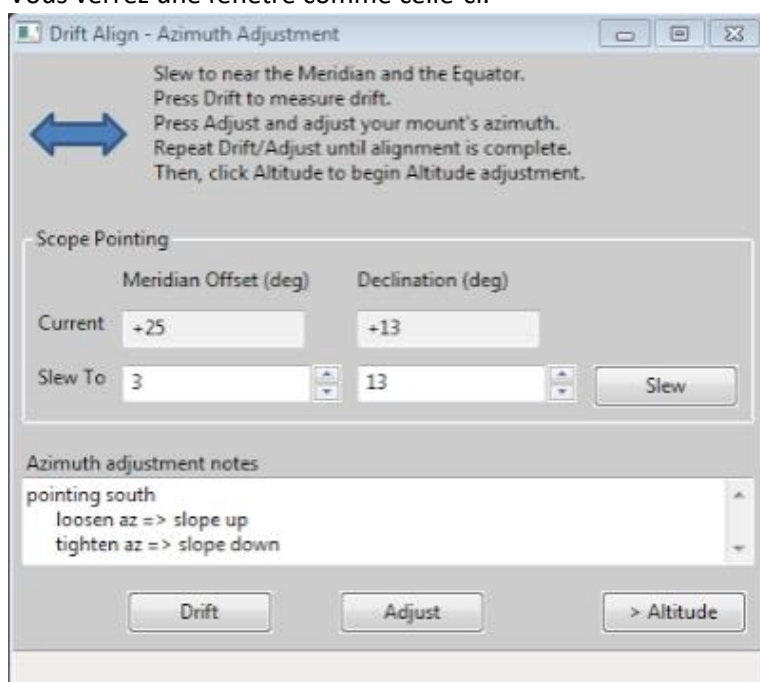 Vous verrez une fenêtre comme celle-ci:
Drift Align - Azimuth Adjustment
Slew to near the Meridian and the Equator.
Press Drift to measure drift.
Press Adjust and adjust your mount's azimuth.
Repeat Drift/Adjust until alignment is complete.
Then, click Altitude to begin Altitude adjustment.
Scope Pointing
Meridian Offset (deg) Declination (deg)
Current +25 +13
Slew To 3 13 Slew
Azimuth adjustment notes
pointing south
loosen az => slope up
tighten az => slope down
Drift Adjust > Altitude